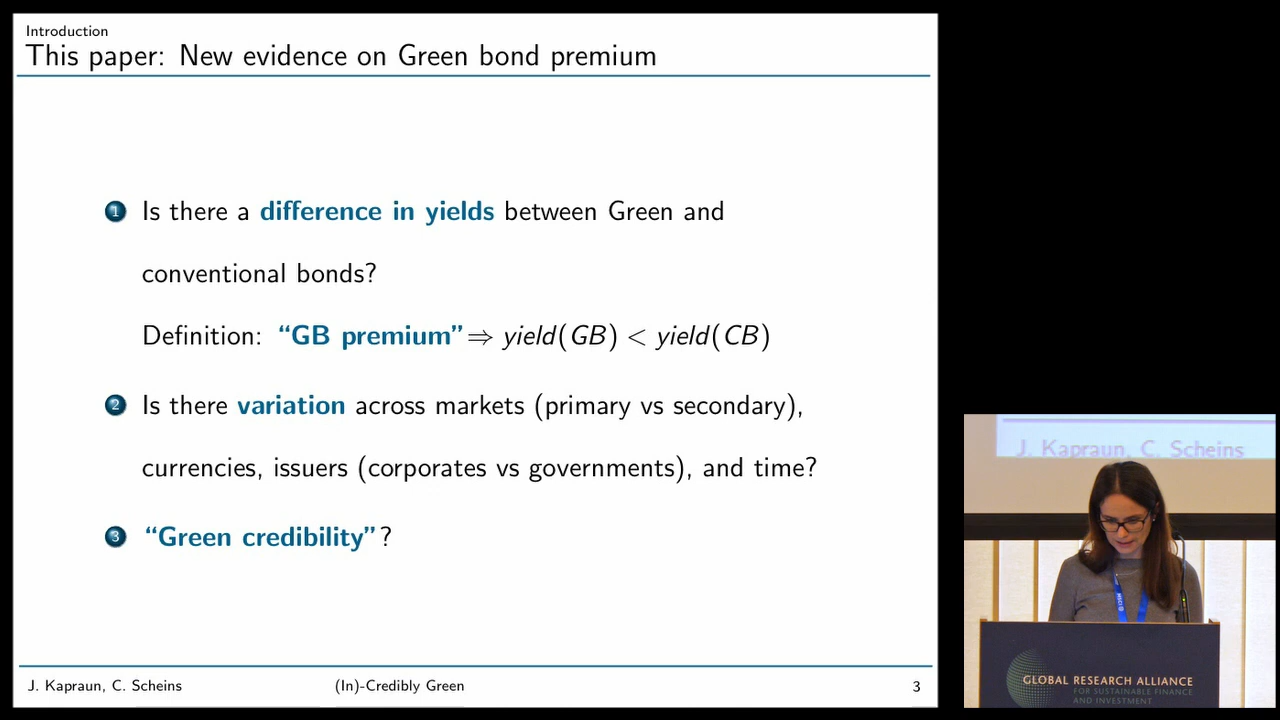 Introduction
This paper: New evidence on Green bond premium
1 Is there a difference in yields between Green and
conventional bonds?
Definition: “GB premium” ⇒ yield(GB) < yield(CB)
2 Is there variation across markets (primary vs secondary),
currencies, issuers (corporates vs governments), and time?
3 “Green credibility”?
J. Kapraun, C. Scheins
(In)-Credibly Green
3
J. Kapraun, C. Scheins
GLOBAL RESEARCH ALLIANCE
FOR SUSTAINABLE FINANCE
AND INVESTMENT